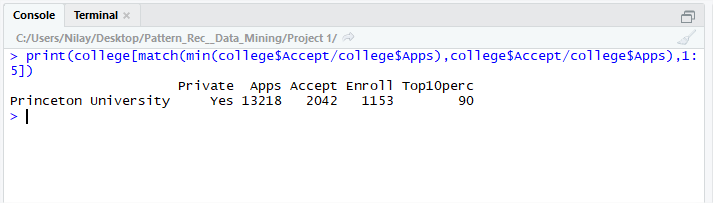 Console Terminal ×
C:/Users/Nilay/Desktop/Pattern_Rec__Data_Mining/Project 1/
> print(college[match(min(college$Accept/college$Apps),college$Accept/college$Apps),1:
5])
Private Apps Accept Enroll Top10perc
Princeton University Yes 13218 2042 1153 90
>